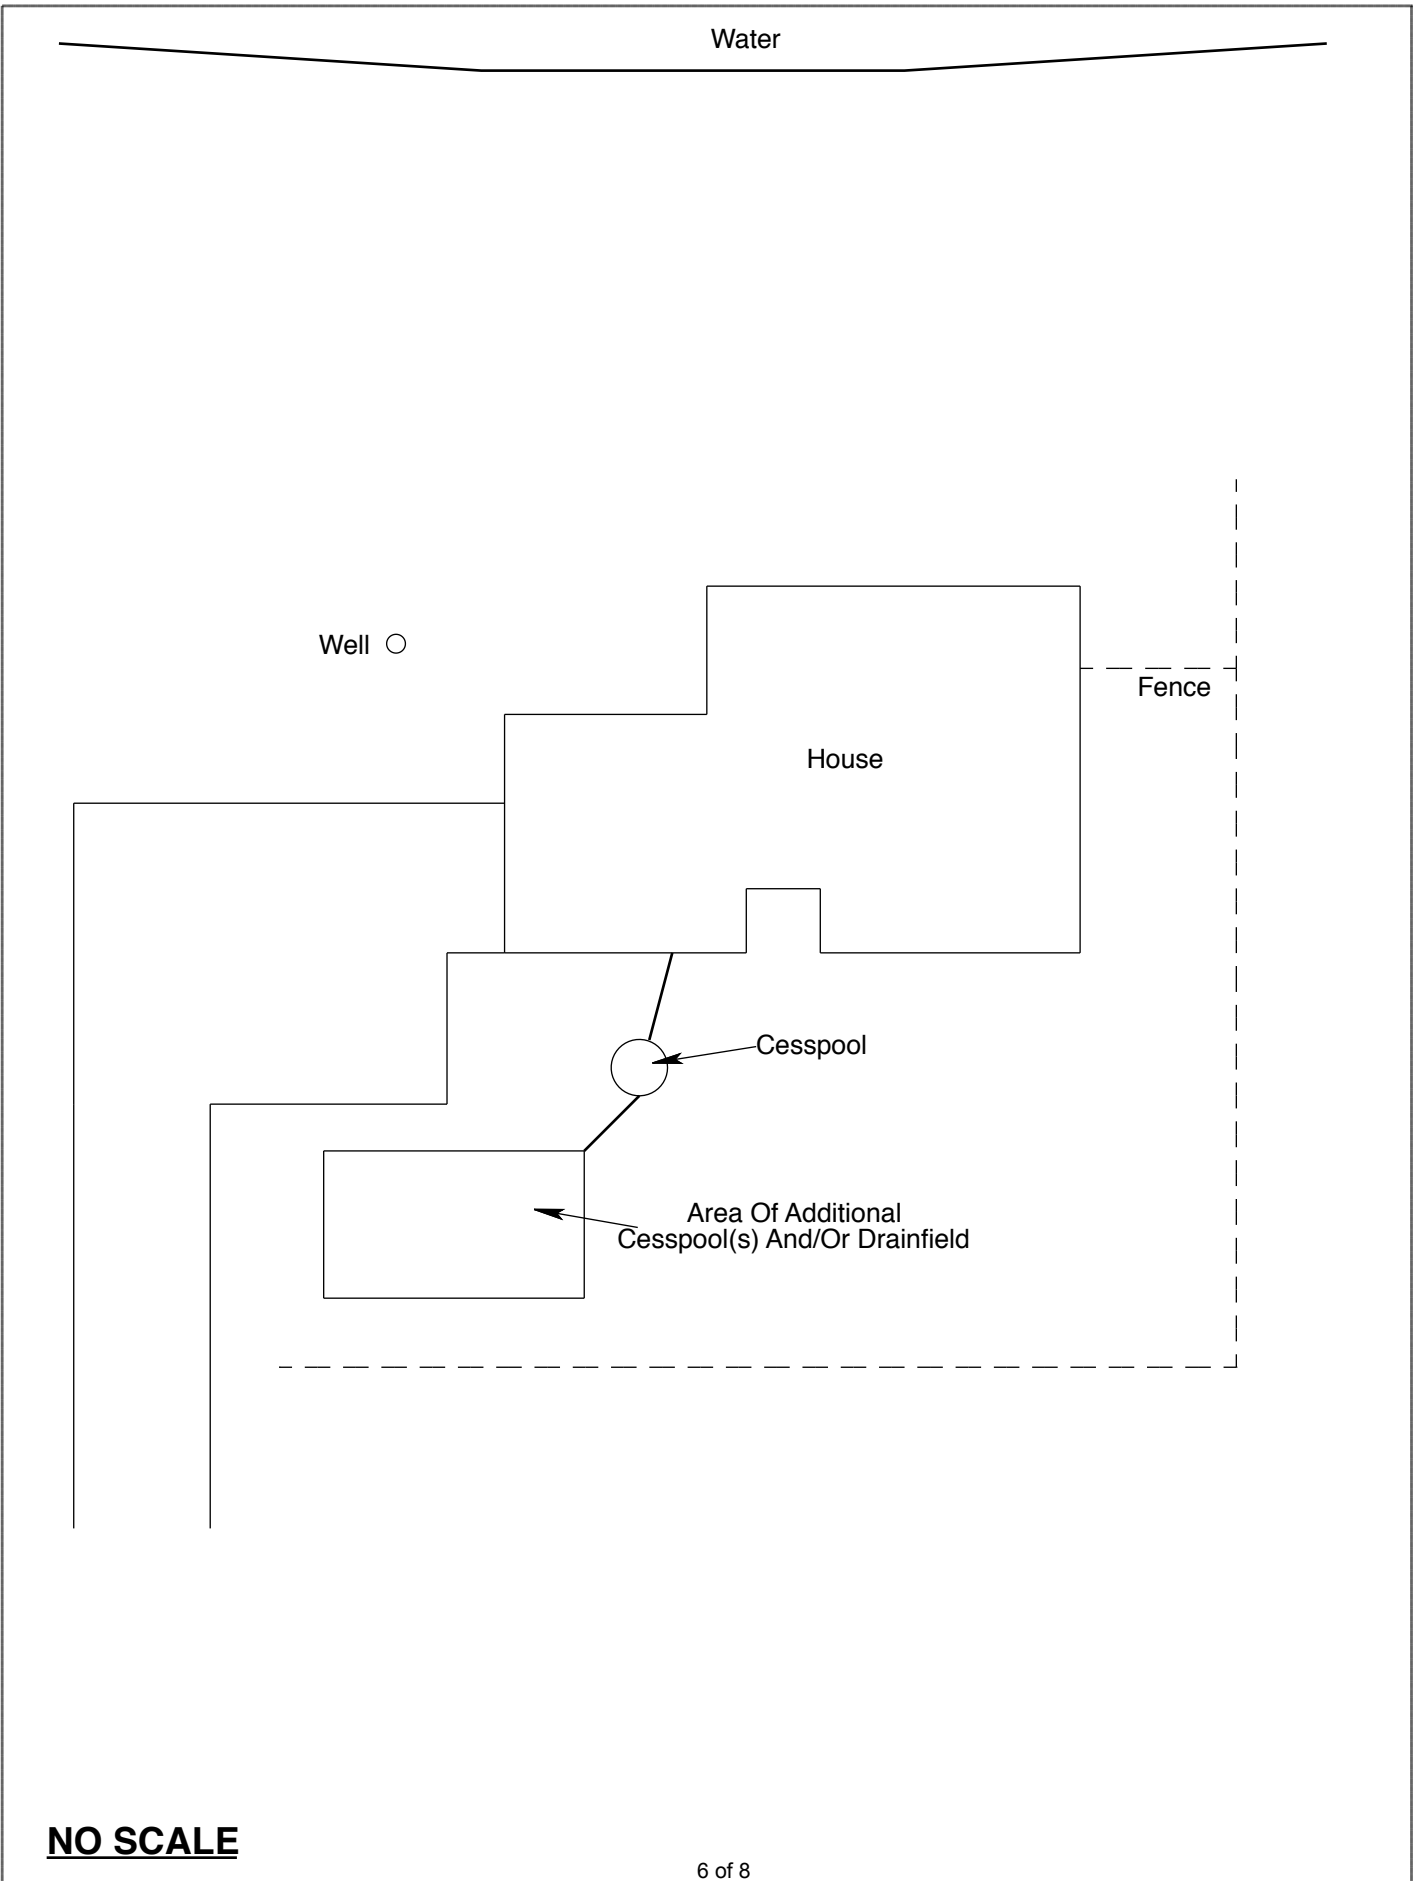 Water
Well
Fence
House
Cesspool
Area Of Additional
Cesspool(s) And/Or Drainfield
NO SCALE
6 of 8